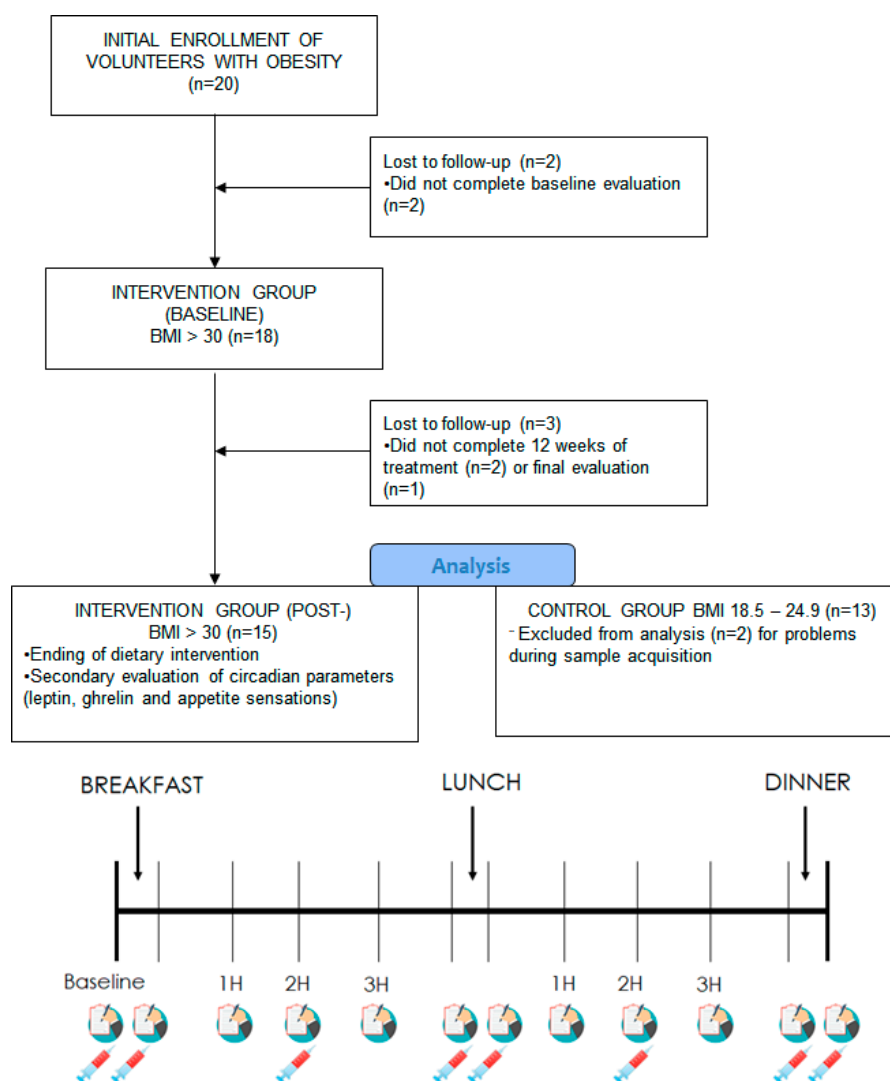 INITIAL ENROLLMENT OF
VOLUNTEERS WITH OBESITY
(n=20)
Lost to follow-up (n=2)
•Did not complete baseline evaluation
(n=2)
INTERVENTION GROUP
(BASELINE)
BMI > 30 (n=18)
Lost to follow-up (n=3)
•Did not complete 12 weeks of
treatment (n=2) or final evaluation
(n=1)
Analysis
INTERVENTION GROUP (POST-)
BMI > 30 (n=15)
•Ending of dietary intervention
•Secondary evaluation of circadian parameters
(leptin, ghrelin and appetite sensations)
CONTROL GROUP BMI 18.5 – 24.9 (n=13)
- Excluded from analysis (n=2) for problems
during sample acquisition
BREAKFAST LUNCH DINNER
Baseline 1H 2H 3H 1H 2H 3H